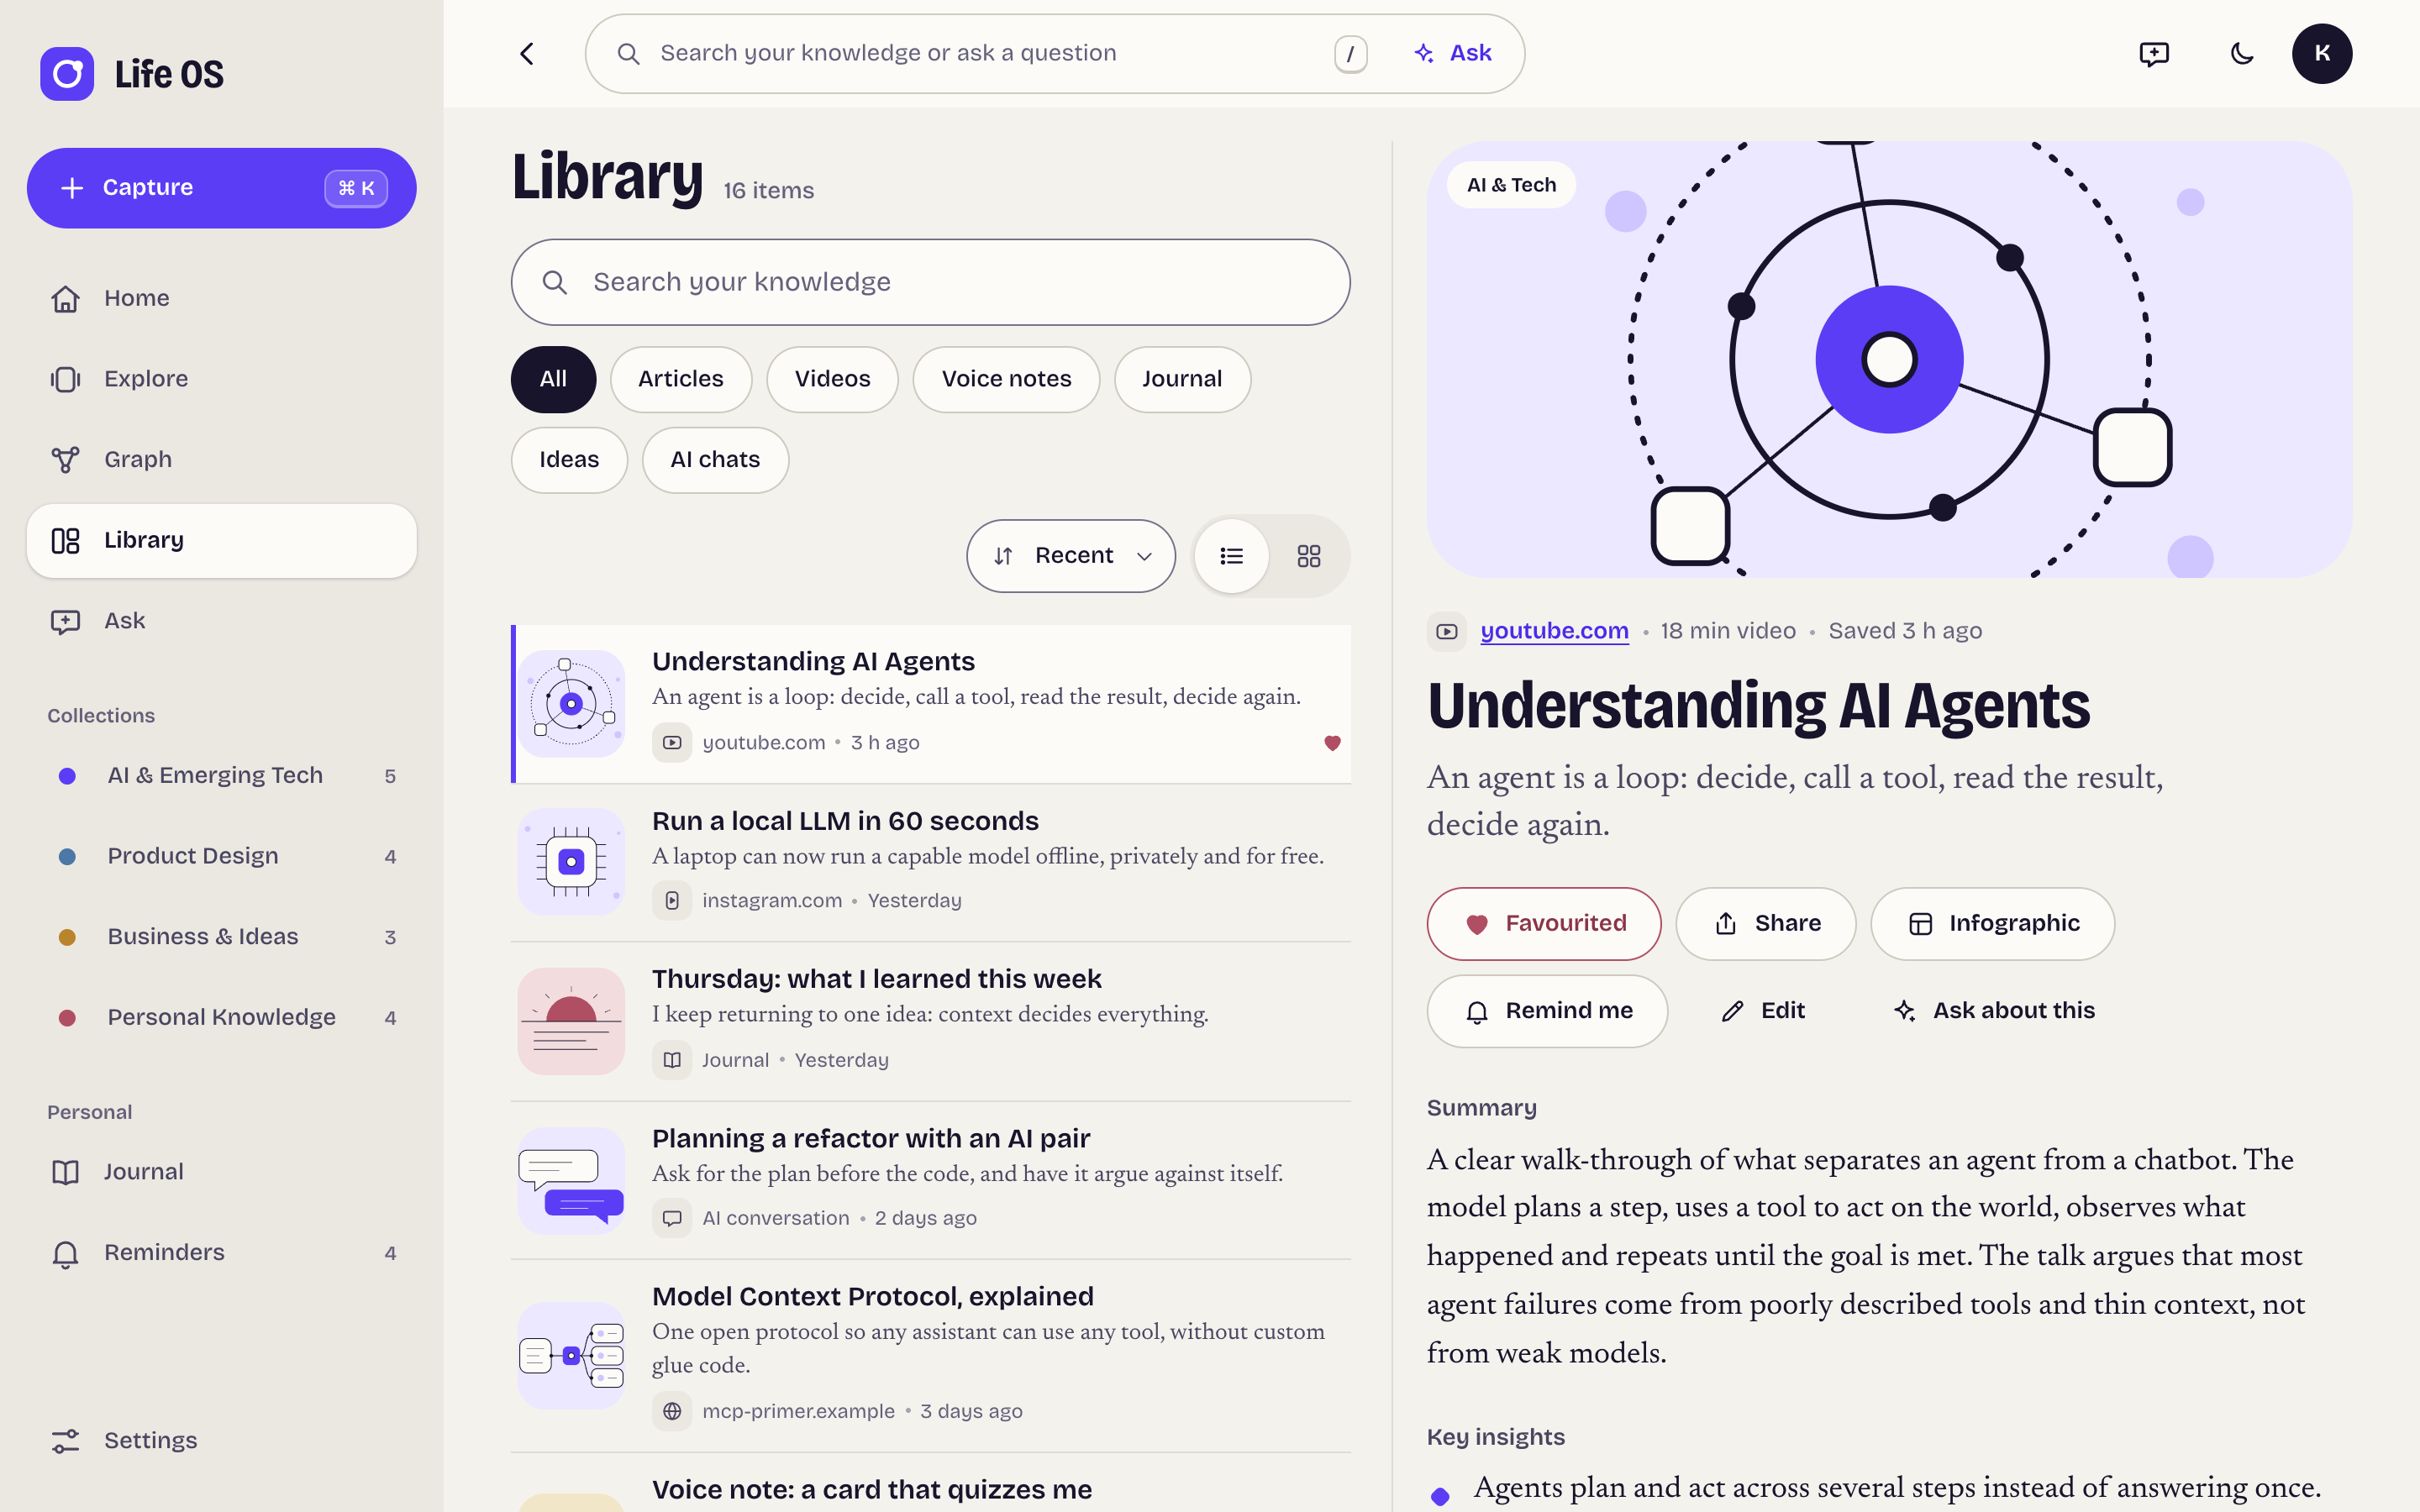 Life OS
Capture
⌘ K
Home
Explore
Graph
Library
Ask
Collections
AI & Emerging Tech 5
Product Design 4
Business & Ideas 3
Personal Knowledge 4
Personal
Journal
Reminders 4
Settings
Search your knowledge or ask a question
/
Ask
K
Library 16 items
Search your knowledge
All Articles Videos Voice notes Journal
Ideas AI chats
Recent
Understanding AI Agents
An agent is a loop: decide, call a tool, read the result, decide again.
youtube.com • 3 h ago
Run a local LLM in 60 seconds
A laptop can now run a capable model offline, privately and for free.
instagram.com • Yesterday
Thursday: what I learned this week
I keep returning to one idea: context decides everything.
Journal • Yesterday
Planning a refactor with an AI pair
Ask for the plan before the code, and have it argue against itself.
AI conversation • 2 days ago
Model Context Protocol, explained
One open protocol so any assistant can use any tool, without custom
glue code.
mcp-primer.example • 3 days ago
Voice note: a card that quizzes me
AI & Tech
youtube.com • 18 min video • Saved 3 h ago
Understanding AI Agents
An agent is a loop: decide, call a tool, read the result,
decide again.
Favourited Share Infographic
Remind me Edit Ask about this
Summary
A clear walk-through of what separates an agent from a chatbot. The
model plans a step, uses a tool to act on the world, observes what
happened and repeats until the goal is met. The talk argues that most
agent failures come from poorly described tools and thin context, not
from weak models.
Key insights
Agents plan and act across several steps instead of answering once.